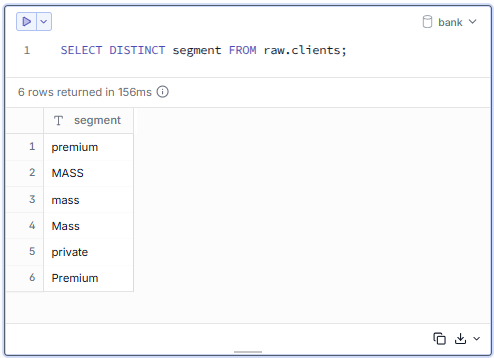 bank
1 SELECT DISTINCT segment FROM raw.clients;
6 rows returned in 156ms
segment
1 premium
2 MASS
3 mass
4 Mass
5 private
6 Premium